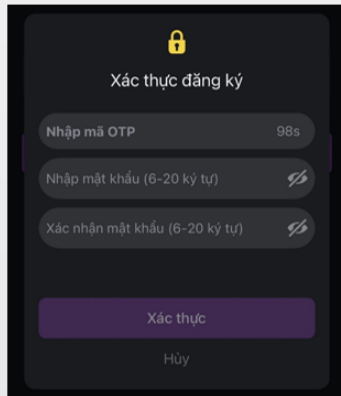 Xác thực đăng ký
Nhập mã OTP 98s
Nhập mật khẩu (6-20 ký tự)
Xác nhận mật khẩu (6-20 ký tự)
Xác thực
Hủy